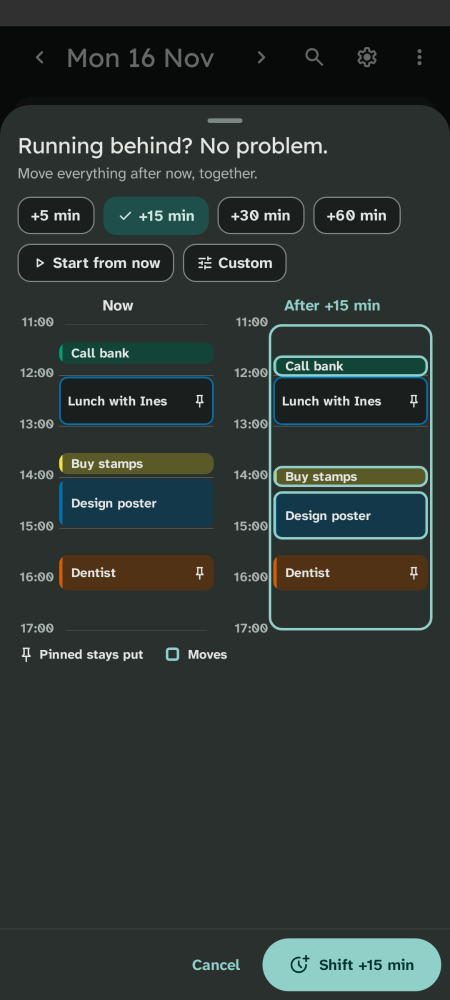 Mon 16 Nov
Running behind? No problem.
Move everything after now, together.
+5 min
+15 min
+30 min
+60 min
Start from now
Custom
Now
11:00
Call bank
12:00
Lunch with Ines
13:00
Buy stamps
14:00
Design poster
15:00
Dentist
16:00
17:00
After +15 min
11:00
Call bank
12:00
Lunch with Ines
13:00
14:00
Buy stamps
Design poster
15:00
Dentist
16:00
17:00
Pinned stays put
Moves
Cancel
Shift +15 min